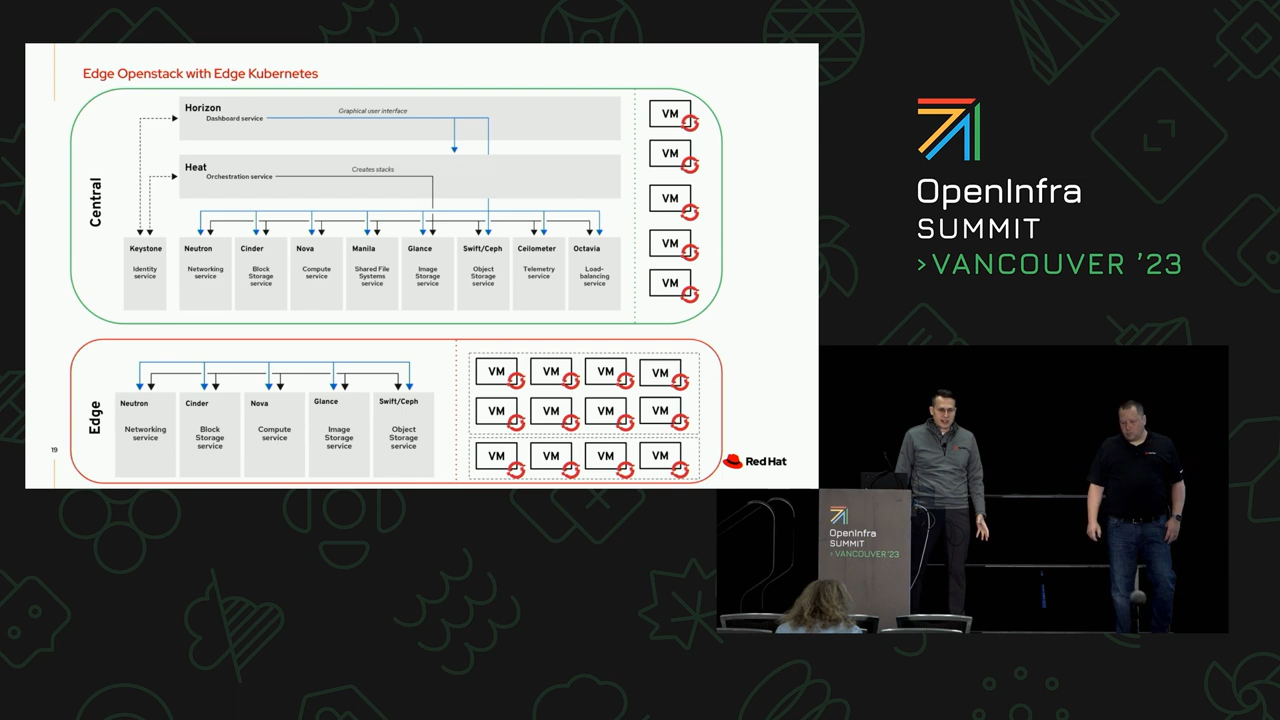 Edge Openstack with Edge Kubernetes
Central
Horizon
Dashboard service
Graphical user interface
Heat
Orchestration service
Creates stacks
Keystone
Identity
service
Neutron
Networking
service
Cinder
Block
Storage
service
Nova
Compute
service
Manila
Shared File
Systems
service
Glance
Image
Storage
service
Swift/Ceph
Object
Storage
service
Ceilometer
Telemetry
service
Octavia
Load-
balancing
service
VM
VM
VM
VM
VM
Edge
Neutron
Networking
service
Cinder
Block
Storage
service
Nova
Compute
service
Glance
Image
Storage
service
Swift/Ceph
Object
Storage
service
VM VM VM VM
VM VM VM VM
VM VM VM VM
19
Red Hat
OpenInfra
SUMMIT
>VANCOUVER '23
OpenInfra
SUMMIT
>VANCOUVER '23